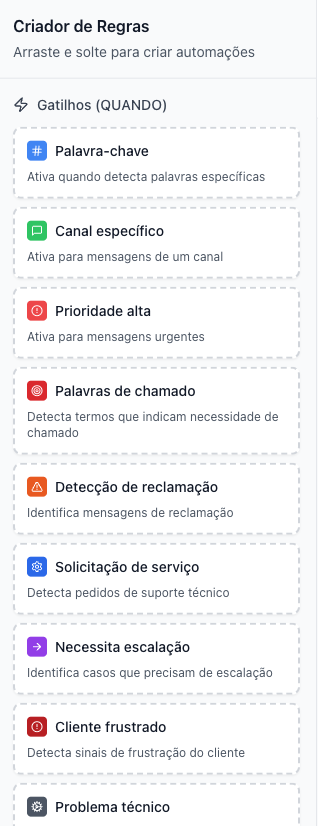 Criador de Regras
Arraste e solte para criar automações
Gatilhos (QUANDO)
Palavra-chave
Ativa quando detecta palavras específicas
Canal específico
Ativa para mensagens de um canal
Prioridade alta
Ativa para mensagens urgentes
Palavras de chamado
Detecta termos que indicam necessidade de
chamado
Detecção de reclamação
Identifica mensagens de reclamação
Solicitação de serviço
Detecta pedidos de suporte técnico
Necessita escalação
Identifica casos que precisam de escalação
Cliente frustrado
Detecta sinais de frustração do cliente
Problema técnico